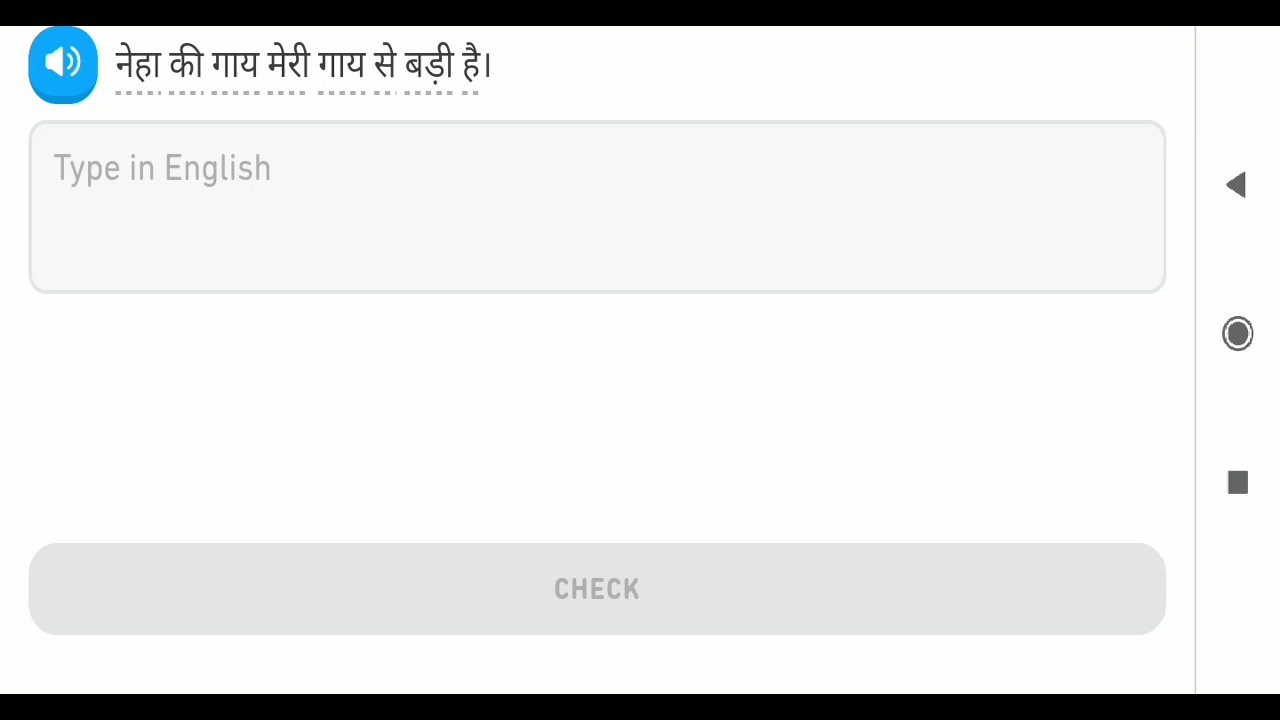 नेहा की गाय मेरी गाय से बड़ी है।
Type in English
CHECK